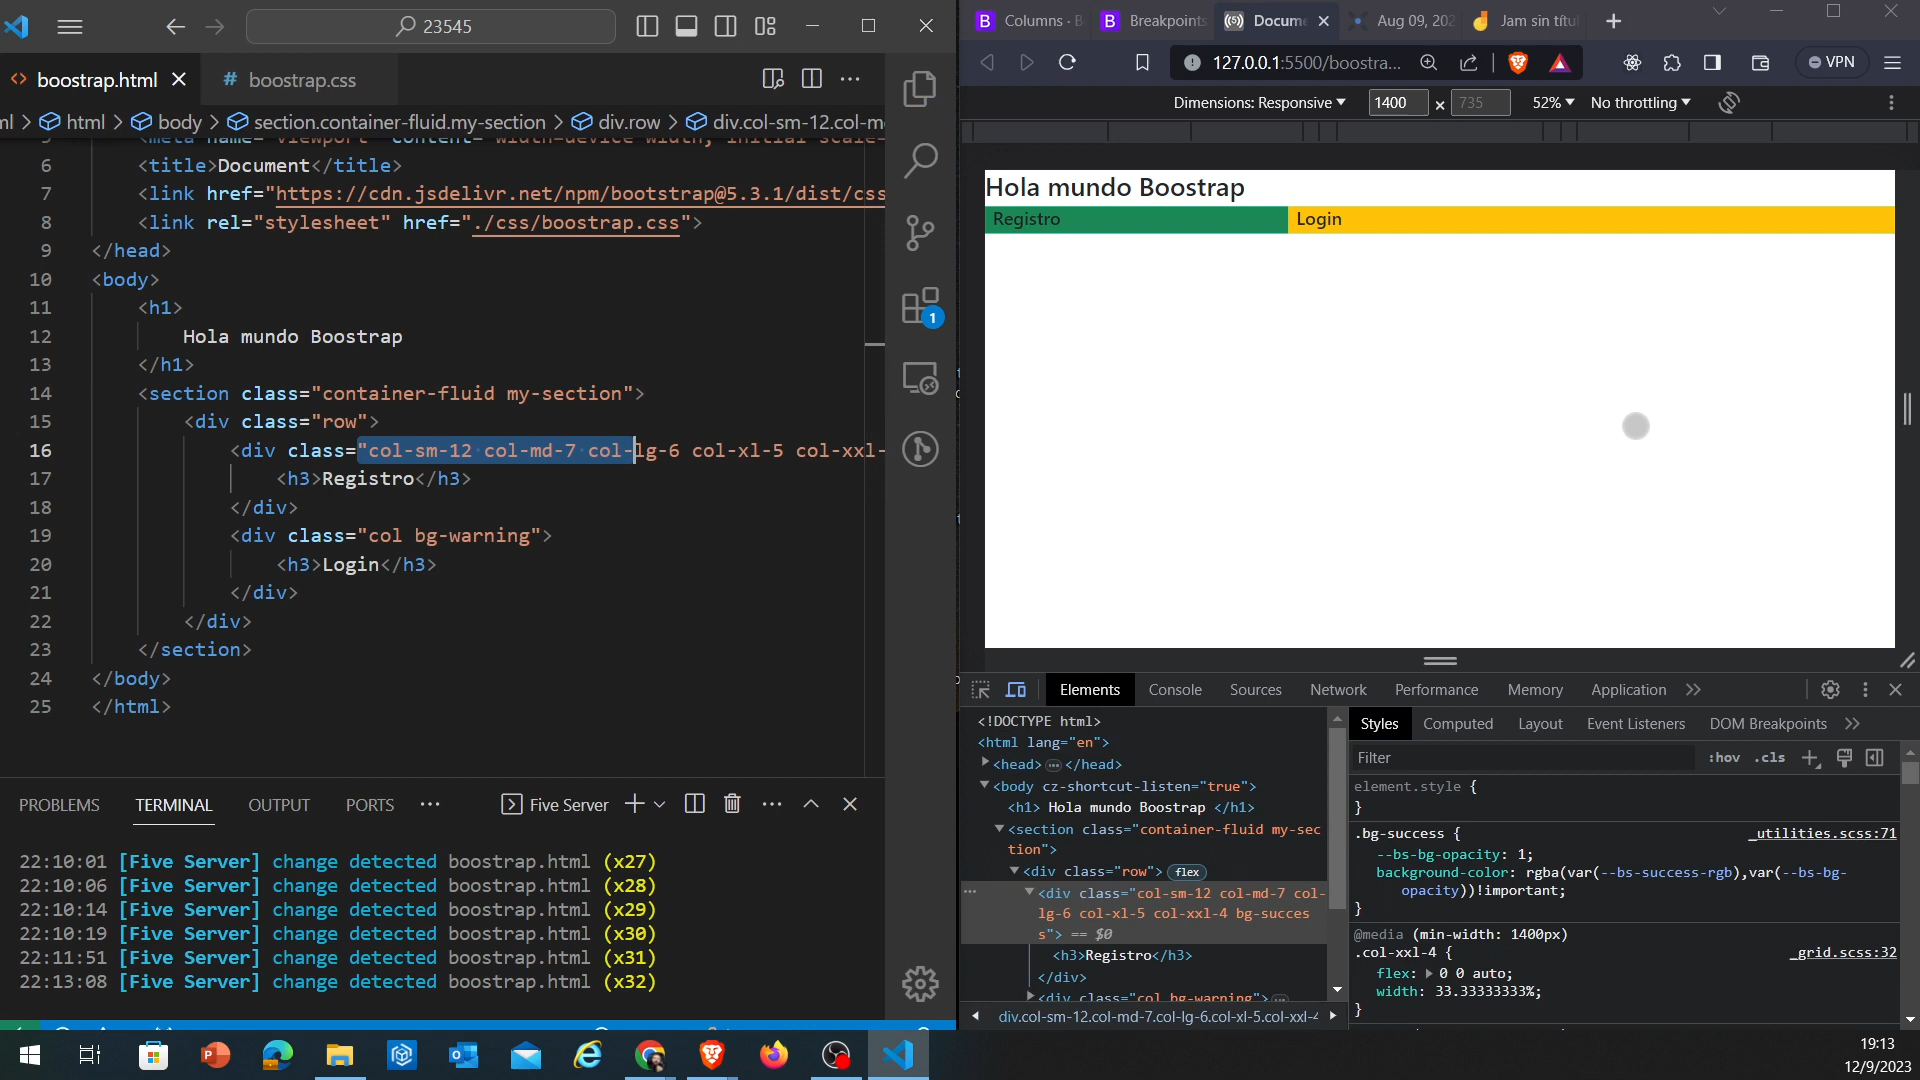 23545
boostrap.html
# boostrap.css
html
body
section.container-fluid.my-section
div.row
6 <title>Document</title>
7 <link href="https://cdn.jsdelivr.net/npm/bootstrap@5.3.1/dist/css
8 <link rel="stylesheet" href="./css/boostrap.css">
9 </head>
10 <body>
11 <h1>
12 Hola mundo Boostrap
13 </h1>
14 <section class="container-fluid my-section">
15 <div class="row">
16 <div class="col-sm-12 col-md-7 col-lg-6 col-xl-5 col-xxl-
17 <h3>Registro</h3>
18 </div>
19 <div class="col bg-warning">
20 <h3>Login</h3>
21 </div>
22 </div>
23 </section>
24 </body>
25 </html>
1
PROBLEMS TERMINAL OUTPUT PORTS
Five Server
22:10:01 [Five Server] change detected boostrap.html (x27)
22:10:06 [Five Server] change detected boostrap.html (x28)
22:10:14 [Five Server] change detected boostrap.html (x29)
22:10:19 [Five Server] change detected boostrap.html (x30)
22:11:51 [Five Server] change detected boostrap.html (x31)
22:13:08 [Five Server] change detected boostrap.html (x32)
B Columns · B
B Breakpoints
((5)) Docum
Aug 09, 202
Jam sin títul
127.0.0.1:5500/boostra...
VPN
Dimensions: Responsive 1400 × 735 52% No throttling
Hola mundo Boostrap
Registro Login
Elements Console Sources Network Performance Memory Application
<!DOCTYPE html>
<html lang="en">
<head> ... </head>
<body cz-shortcut-listen="true">
<h1> Hola mundo Boostrap </h1>
<section class="container-fluid my-sec
tion">
<div class="row"> flex
<div class="col-sm-12 col-md-7 col-
lg-6 col-xl-5 col-xxl-4 bg-succes
s"> == $0
<h3>Registro</h3>
</div>
<div class="col bg-warning">
div.col-sm-12.col-md-7.col-lg-6.col-xl-5.col-xxl-4
Styles Computed Layout Event Listeners DOM Breakpoints
Filter :hov .cls
element.style {
}
.bg-success { _utilities.scss:71
--bs-bg-opacity: 1;
background-color: rgba(var(--bs-success-rgb),var(--bs-bg-
opacity))!important;
}
@media (min-width: 1400px)
.col-xxl-4 { _grid.scss:32
flex: 0 0 auto;
width: 33.33333333%;
}
19:13
12/9/2023